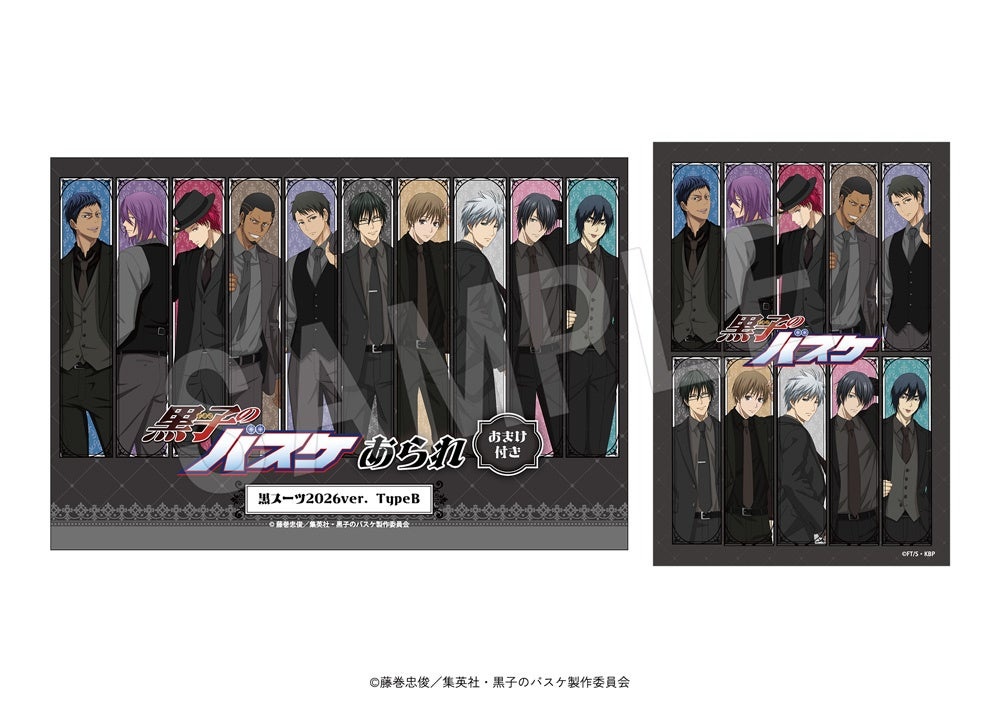 SAMPLE
黒子の
バスケ
あられ
おまけ
付き
黒スーツ2026ver. TypeB
© 藤巻忠俊／集英社・黒子のバスケ製作委員会
黒子の
バスケ
©FT/S・KBP
©藤巻忠俊／集英社・黒子のバスケ製作委員会